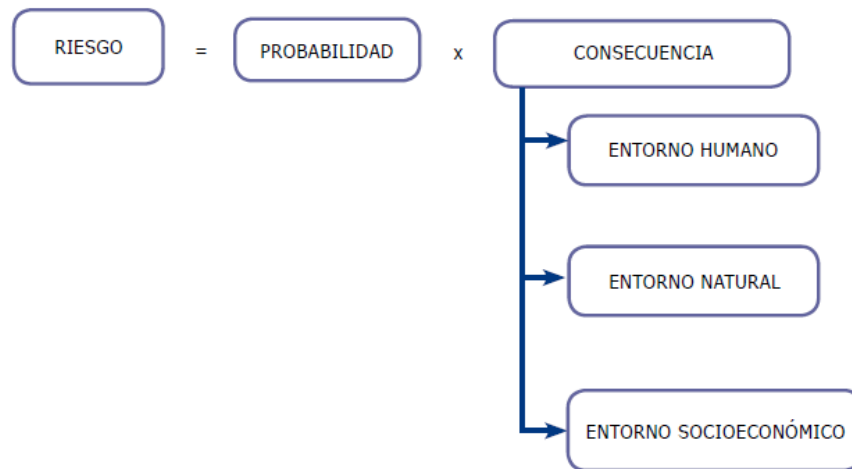 RIESGO = PROBABILIDAD x CONSECUENCIA
ENTORNO HUMANO
ENTORNO NATURAL
ENTORNO SOCIOECONÓMICO